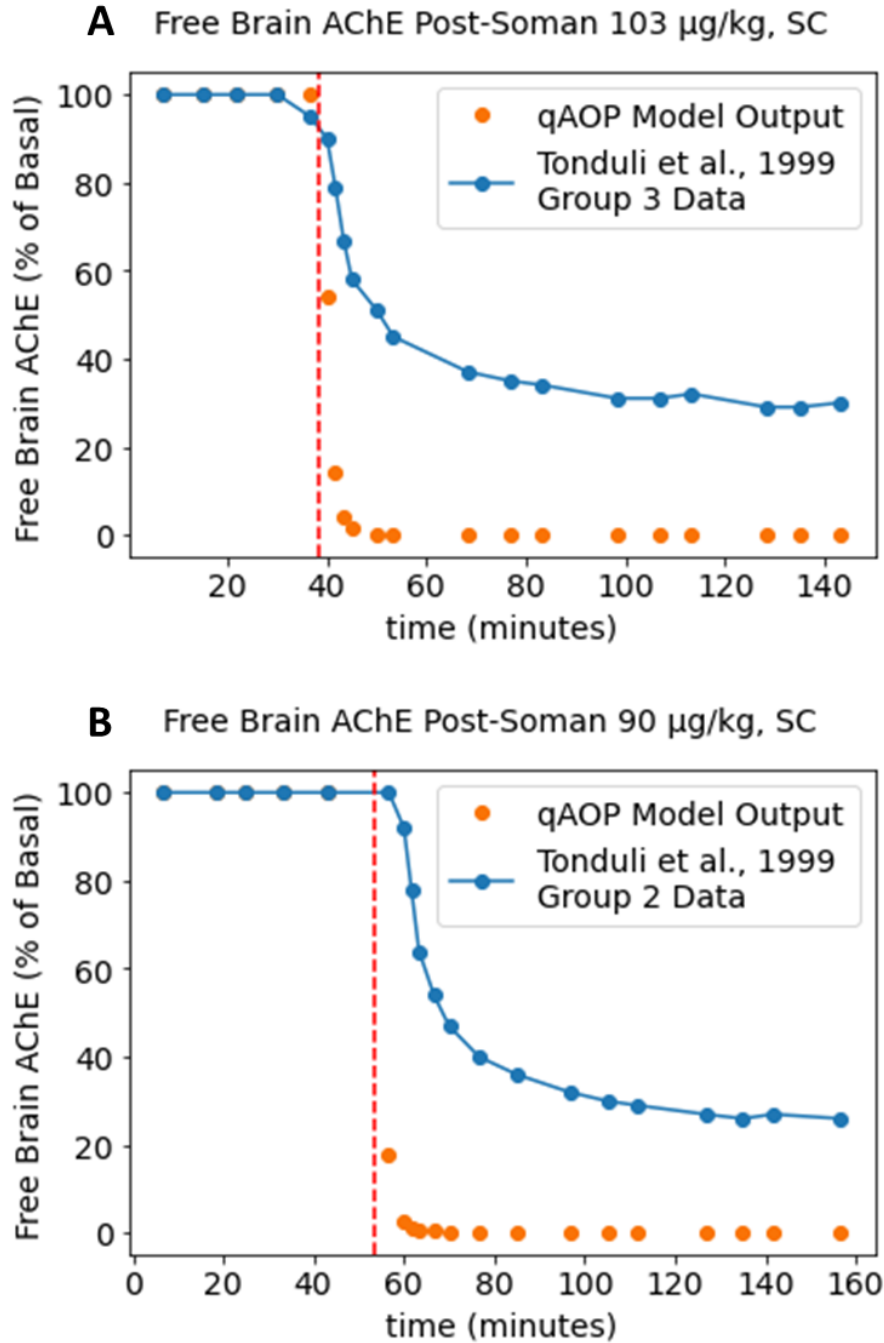 A Free Brain AChE Post-Soman 103 μg/kg, SC
Free Brain AChE (% of Basal)
100
80
60
40
20
0
qAOP Model Output
Tonduli et al., 1999
Group 3 Data
20 40 60 80 100 120 140
time (minutes)
B Free Brain AChE Post-Soman 90 μg/kg, SC
Free Brain AChE (% of Basal)
100
80
60
40
20
0
qAOP Model Output
Tonduli et al., 1999
Group 2 Data
0 20 40 60 80 100 120 140 160
time (minutes)